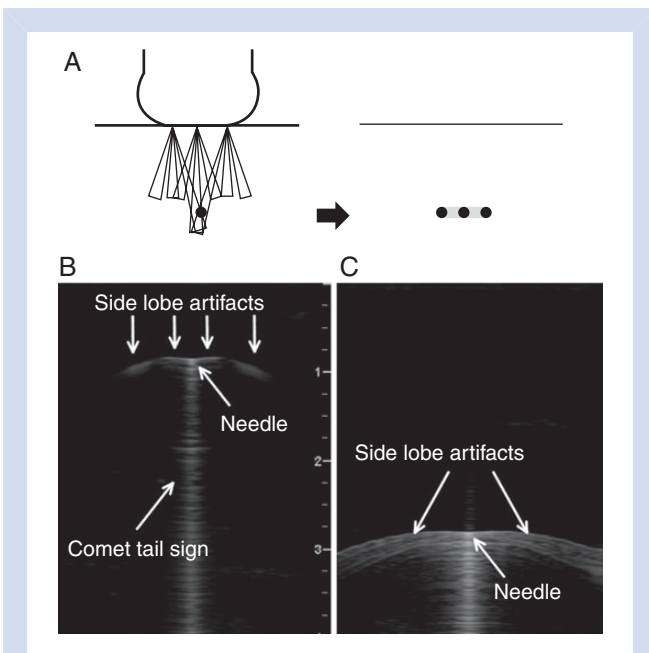 A
B
C
Side lobe artifacts
Needle
Comet tail sign
1
2
3
Side lobe artifacts
Needle